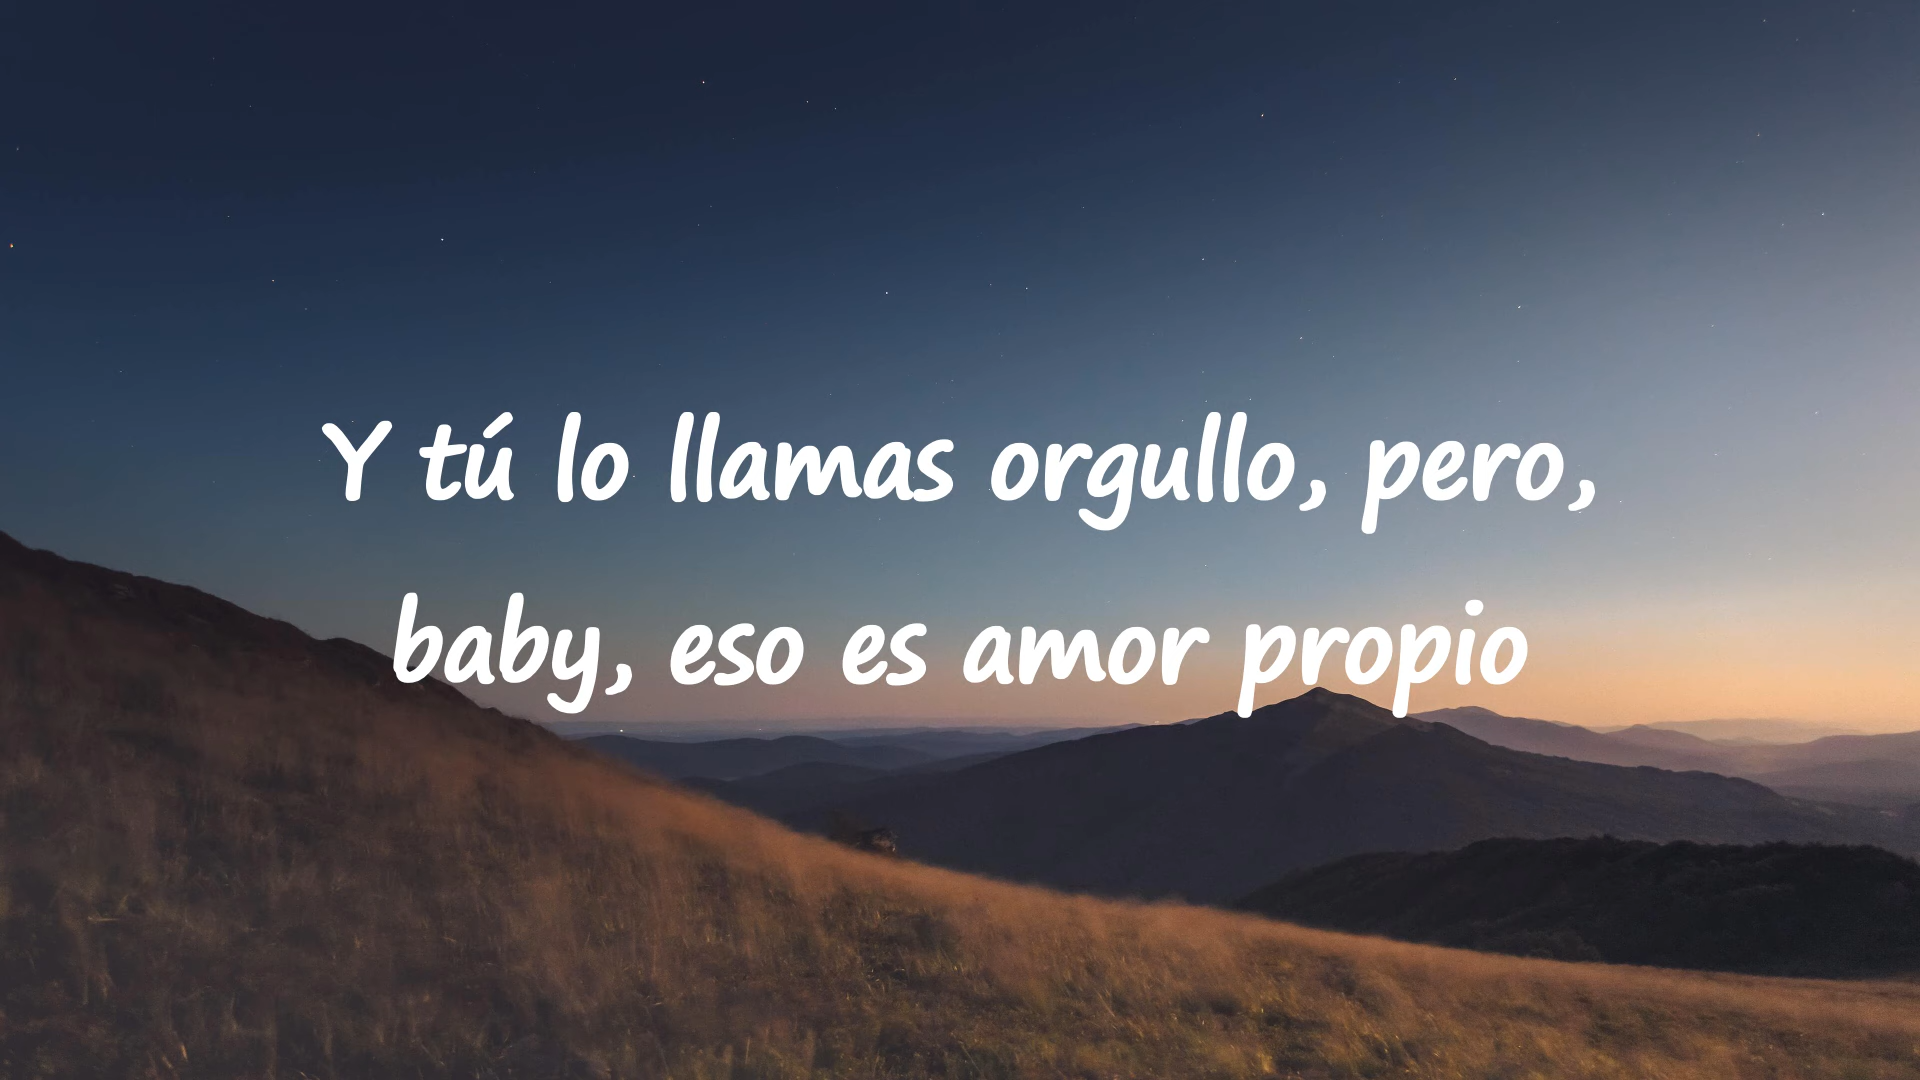 Y tú lo llamas orgullo, pero,
baby, eso es amor propio